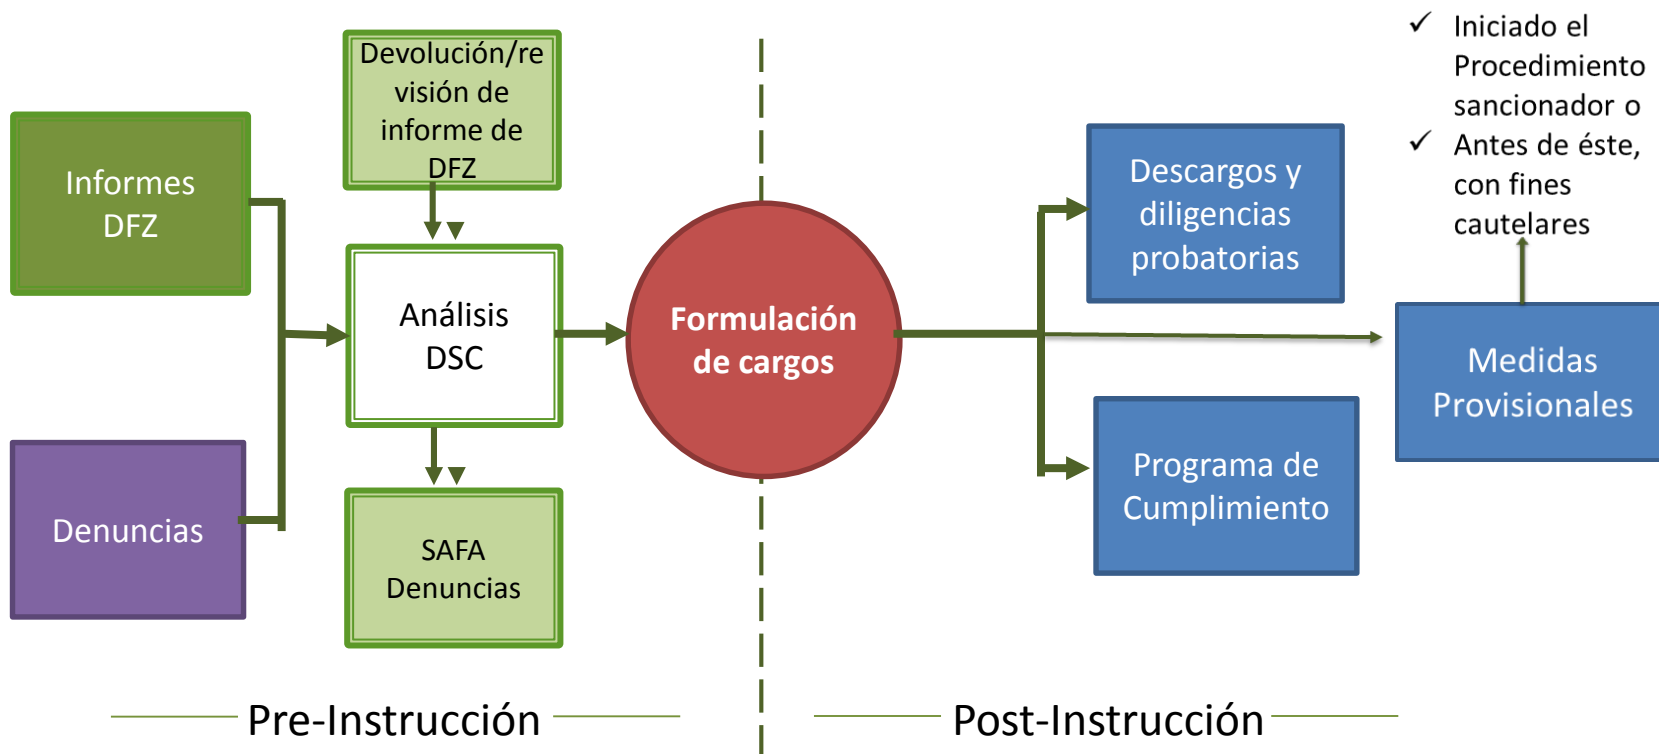 Informes
DFZ
Denuncias
Devolución/re
visión de
informe de
DFZ
Análisis
DSC
SAFA
Denuncias
Formulación
de cargos
Descargos y
diligencias
probatorias
Programa de
Cumplimiento
✓ Iniciado el
Procedimiento
sancionador o
✓ Antes de éste,
con fines
cautelares
Medidas
Provisionales
Pre-Instrucción
Post-Instrucción